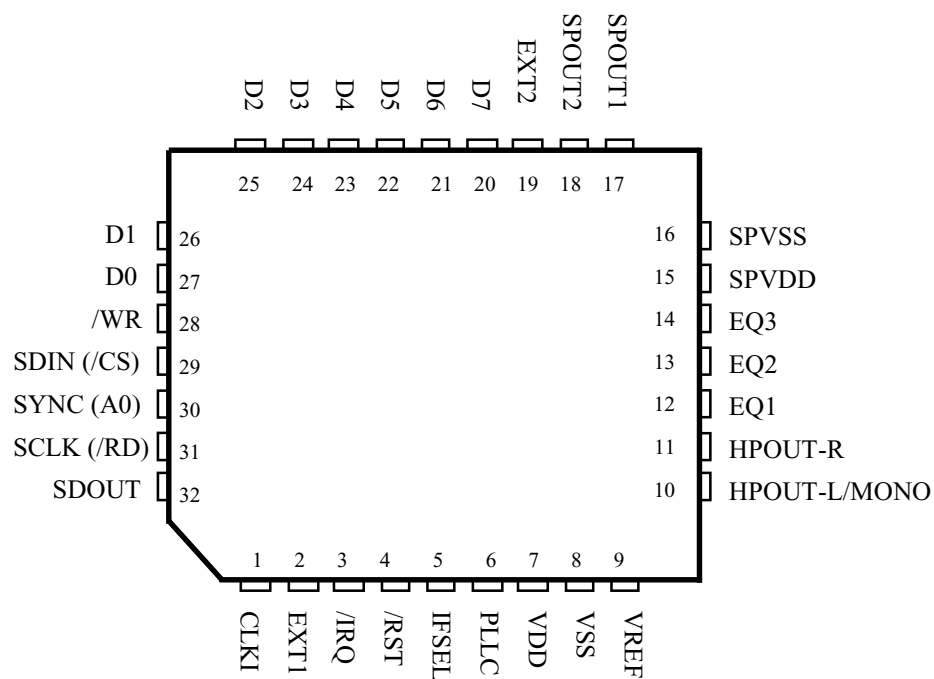 D2
D3
D4
D5
D6
D7
EXT2
SPOUT2
SPOUT1
25 24 23 22 21 20 19 18 17
D1 26
D0 27
/WR 28
SDIN (/CS) 29
SYNC (A0) 30
SCLK (/RD) 31
SDOUT 32
16 SPVSS
15 SPVDD
14 EQ3
13 EQ2
12 EQ1
11 HPOUT-R
10 HPOUT-L/MONO
1 2 3 4 5 6 7 8 9
CLKI
EXT1
/IRQ
/RST
IFSEL
PLLC
VDD
VSS
VREF